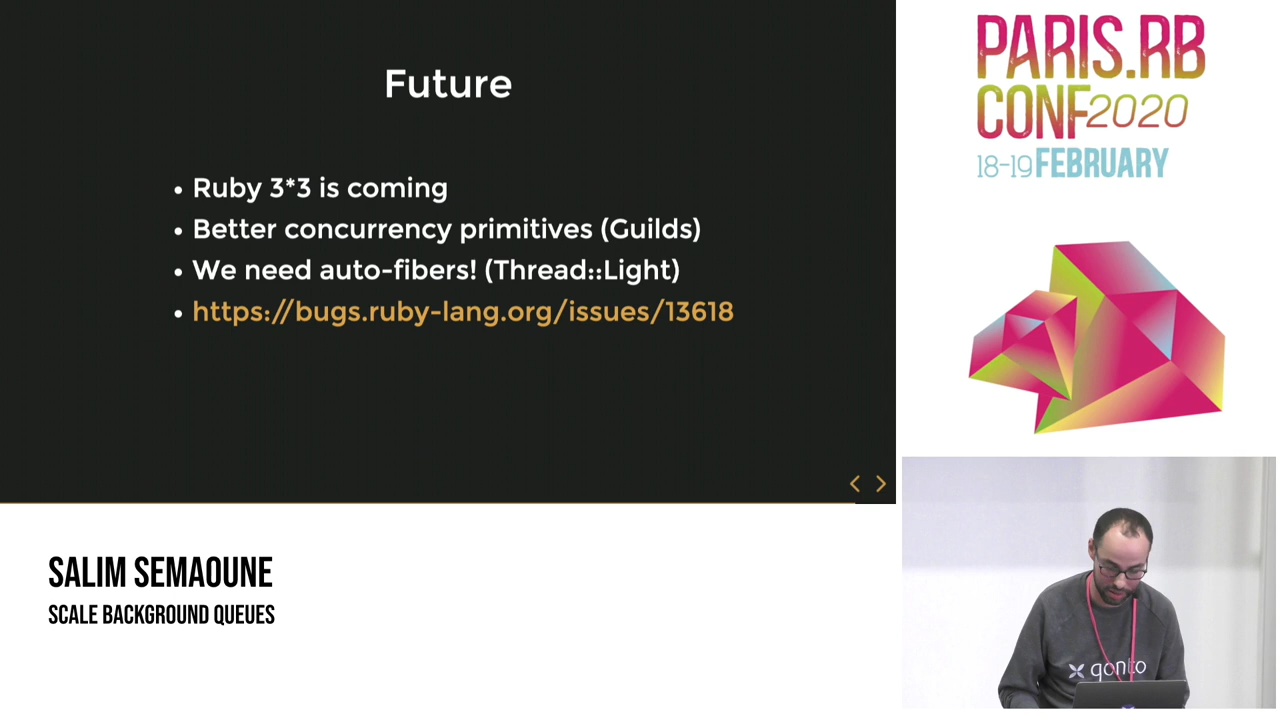 Future
• Ruby 3*3 is coming
• Better concurrency primitives (Guilds)
• We need auto-fibers! (Thread::Light)
• https://bugs.ruby-lang.org/issues/13618
< >
PARIS.RB
CONF2020
18-19 FEBRUARY
SALIM SEMAOUNE
SCALE BACKGROUND QUEUES
qonto